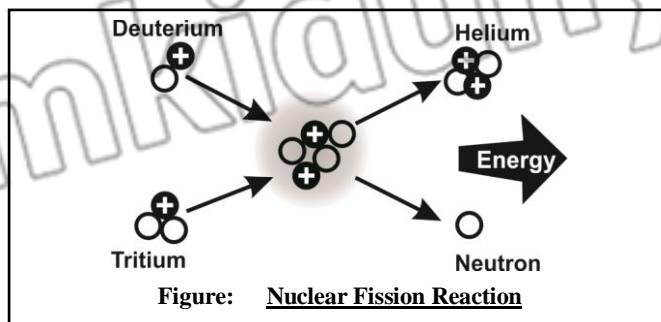 Deuterium Helium
+ +
+
+
Energy
+
+
+
Tritium Neutron
Figure: Nuclear Fission Reaction